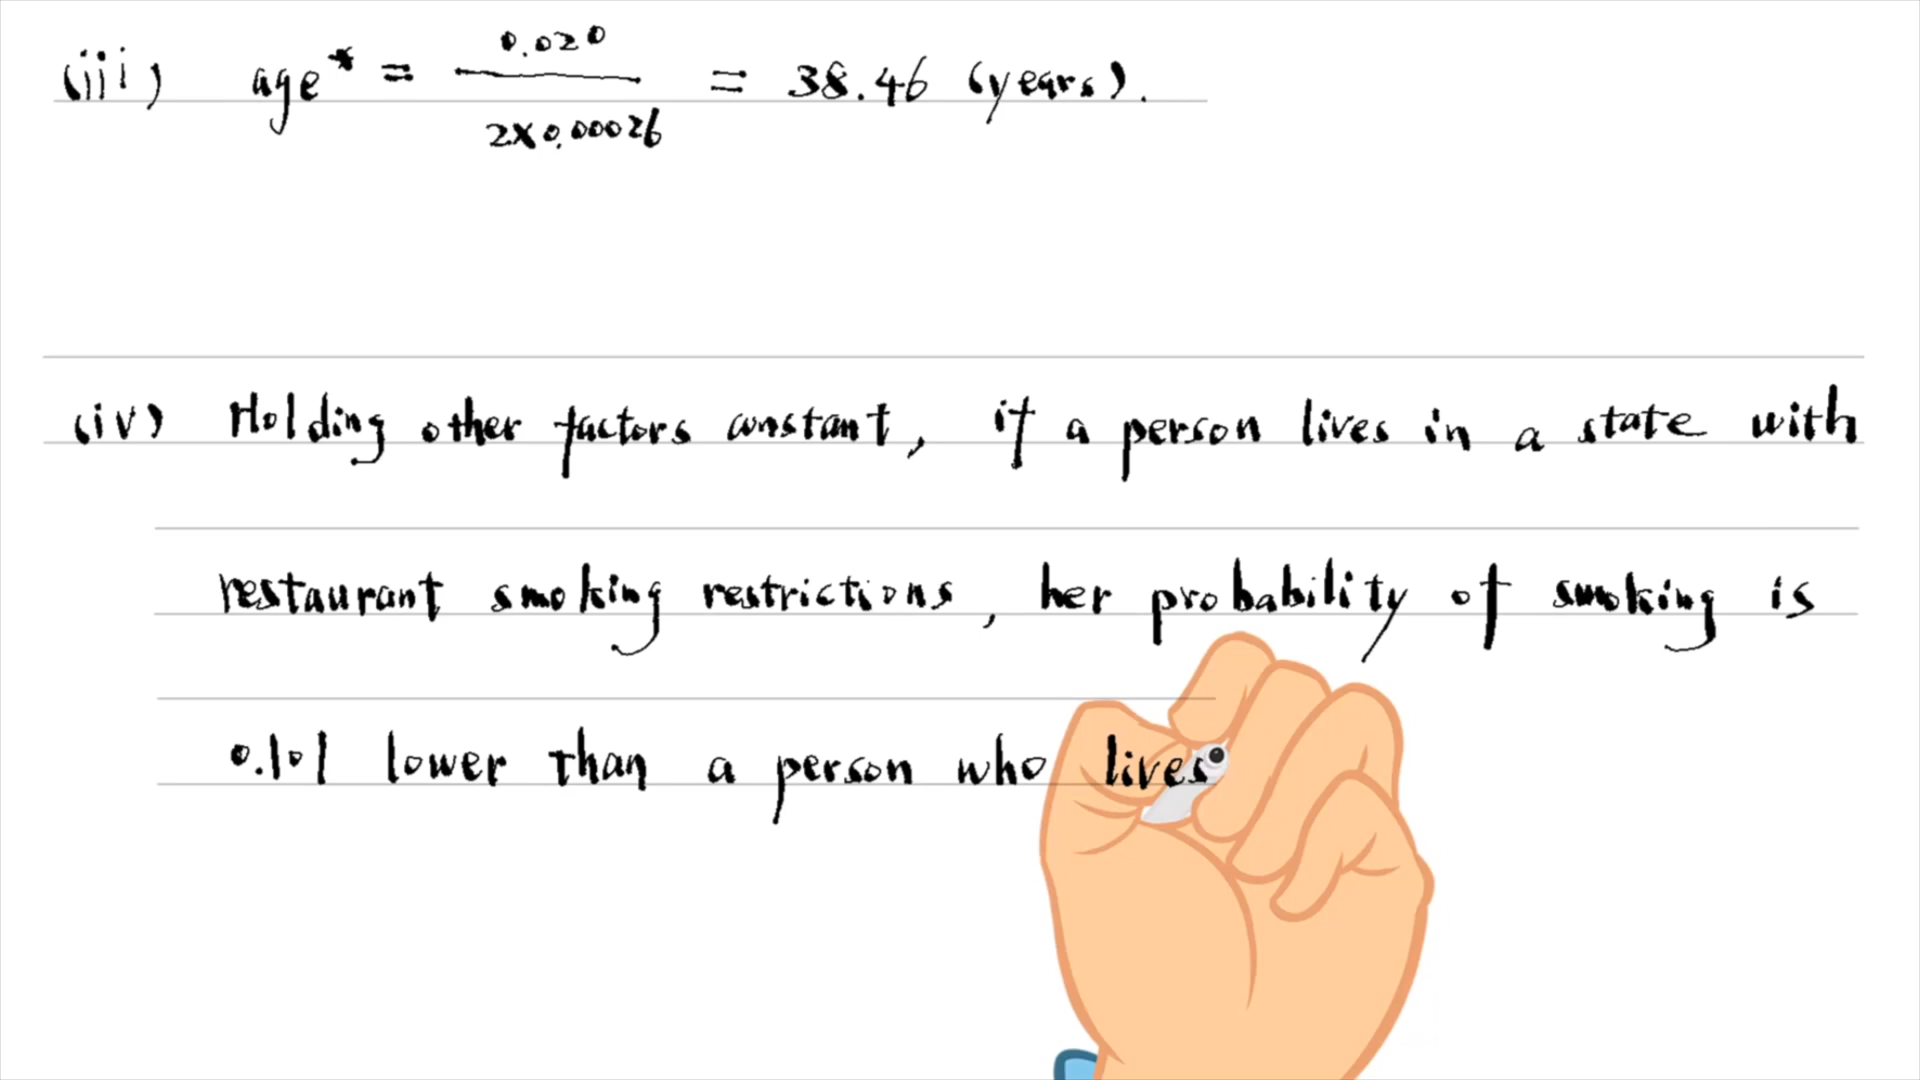 (iii) age* = 0.020 / 2×0.00026 = 38.46 (years).
(iv) Holding other factors constant, if a person lives in a state with
restaurant smoking restrictions, her probability of smoking is
0.101 lower than a person who lives